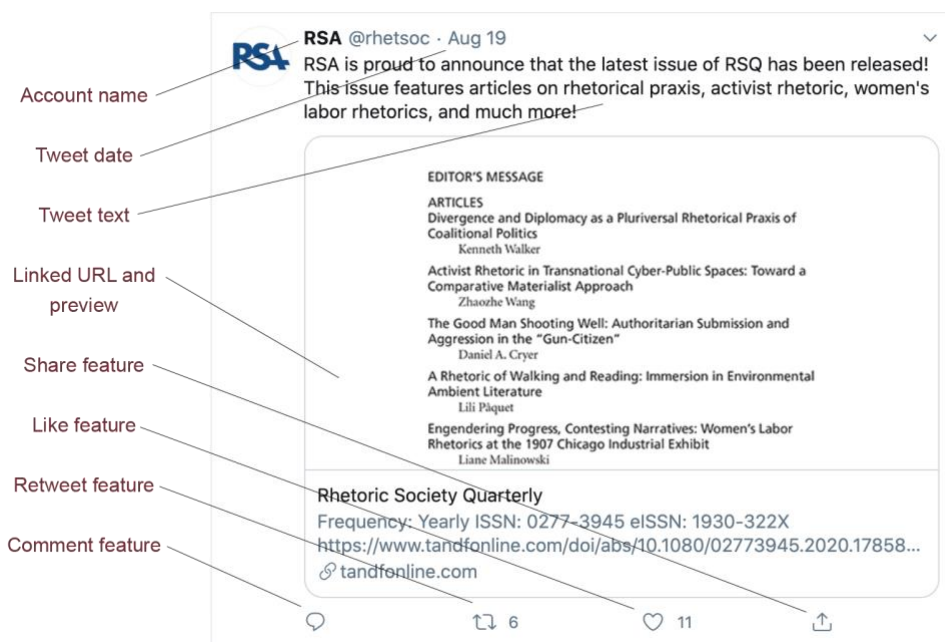 RSA @rhetsoc · Aug 19
RSA
RSA is proud to announce that the latest issue of RSQ has been released!
This issue features articles on rhetorical praxis, activist rhetoric, women's
labor rhetorics, and much more!
Account name
Tweet date
Tweet text
Linked URL and
preview
Share feature
Like feature
Retweet feature
Comment feature
EDITOR'S MESSAGE
ARTICLES
Divergence and Diplomacy as a Pluriversal Rhetorical Praxis of
Coalitional Politics
Kenneth Walker
Activist Rhetoric in Transnational Cyber-Public Spaces: Toward a
Comparative Materialist Approach
Zhaozhe Wang
The Good Man Shooting Well: Authoritarian Submission and
Aggression in the “Gun-Citizen”
Daniel A. Cryer
A Rhetoric of Walking and Reading: Immersion in Environmental
Ambient Literature
Lili Pâquet
Engendering Progress, Contesting Narratives: Women's Labor
Rhetorics at the 1907 Chicago Industrial Exhibit
Liane Malinowski
Rhetoric Society Quarterly
Frequency: Yearly ISSN: 0277-3945 eISSN: 1930-322X
https://www.tandfonline.com/doi/abs/10.1080/02773945.2020.17858...
tandfonline.com
6 11